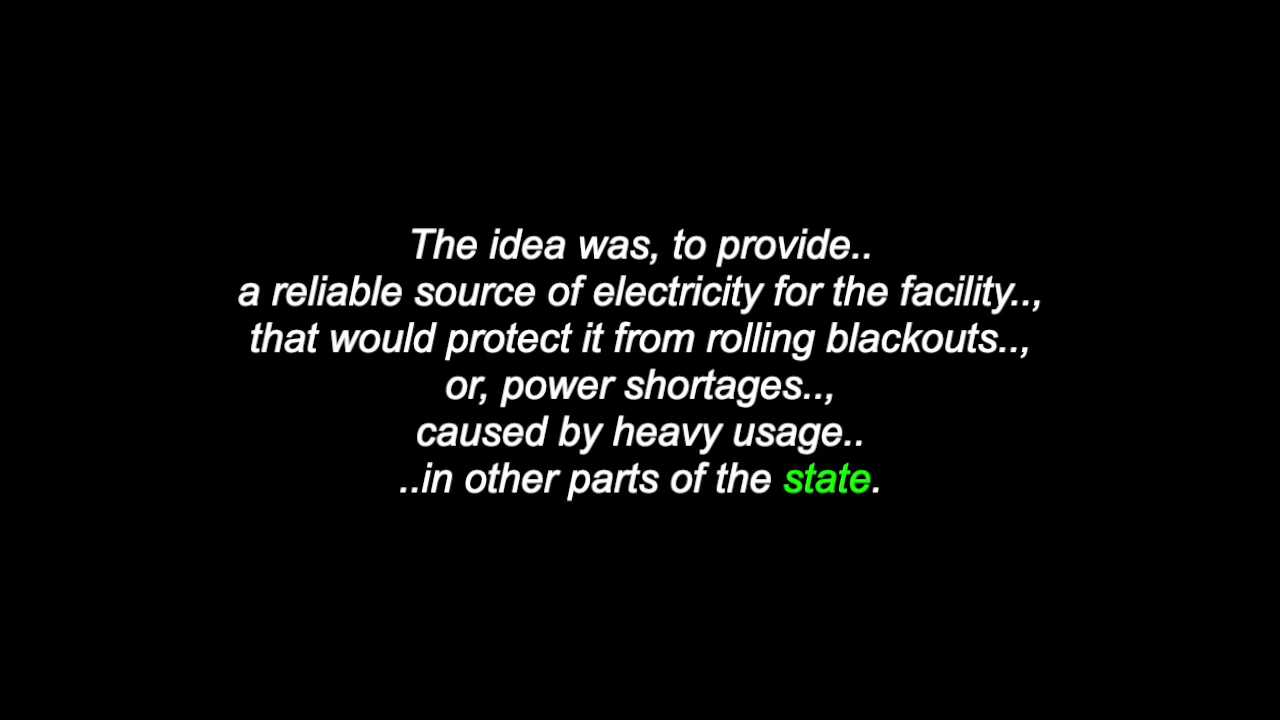 The idea was, to provide..
a reliable source of electricity for the facility..,
that would protect it from rolling blackouts..,
or, power shortages..,
caused by heavy usage..
..in other parts of the state.